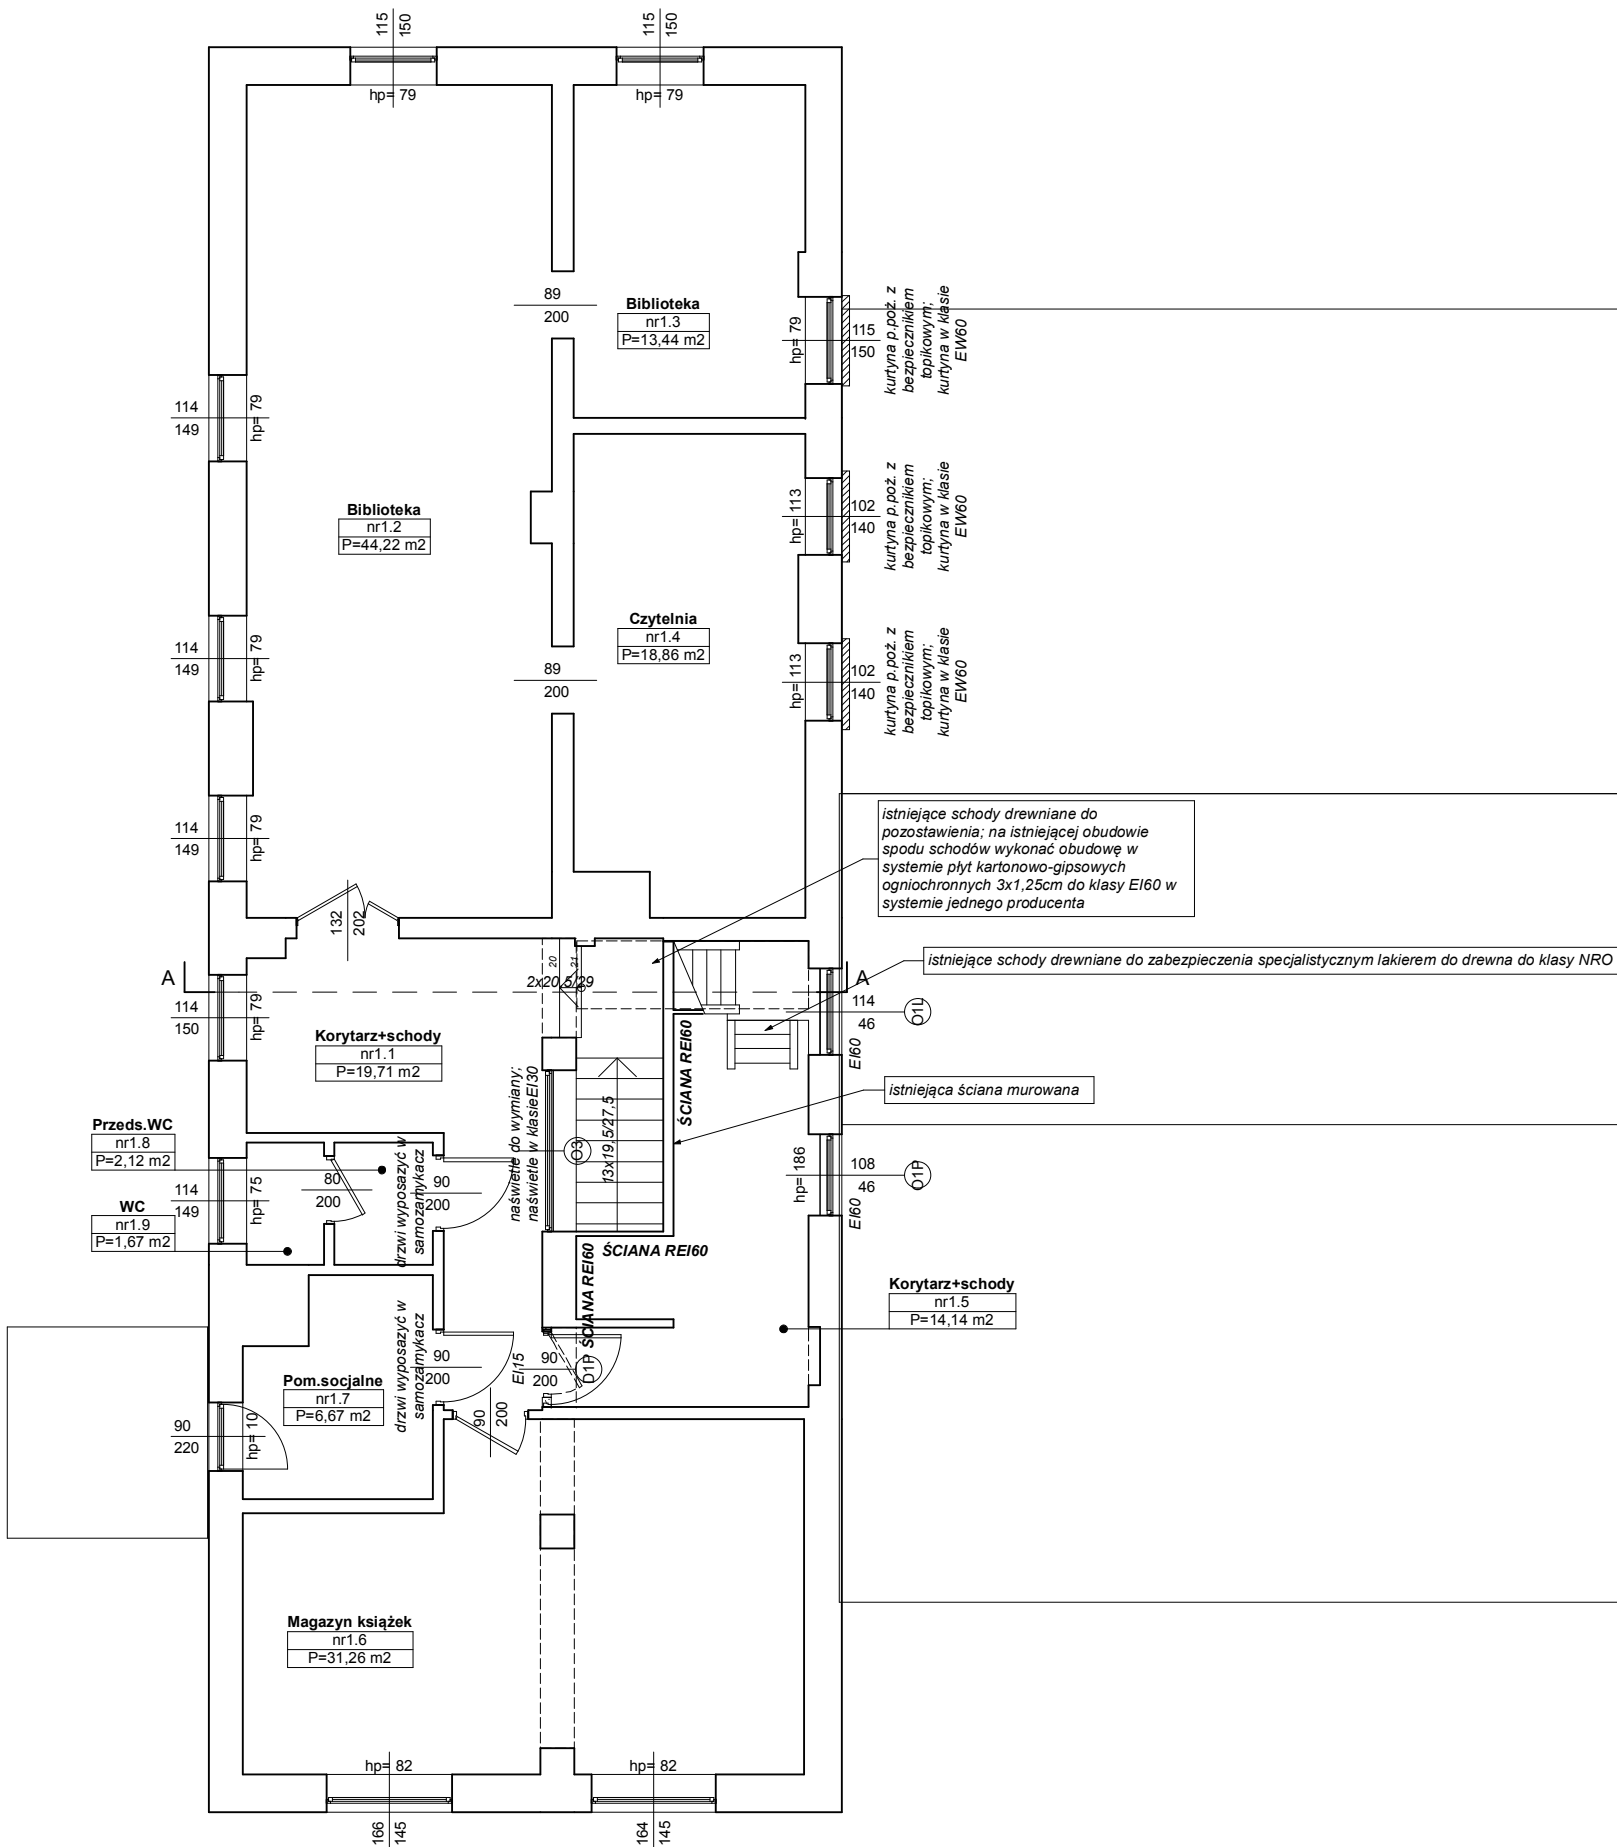 115
150
115
150
hp= 79
hp= 79
89
200
Biblioteka
nr1.3
P=13,44 m2
hp= 79
115
150
kurtyna p.poż. z
bezpiecznikiem
topikowym;
kurtyna w klasie
EW60
114
149
hp= 79
Biblioteka
nr1.2
P=44,22 m2
hp= 113
102
140
kurtyna p.poż. z
bezpiecznikiem
topikowym;
kurtyna w klasie
EW60
Czytelnia
nr1.4
P=18,86 m2
114
149
hp= 79
89
200
hp= 113
102
140
kurtyna p.poż. z
bezpiecznikiem
topikowym;
kurtyna w klasie
EW60
114
149
hp= 79
istniejące schody drewniane do
pozostawienia; na istniejącej obudowie
spodu schodów wykonać obudowę w
systemie płyt kartonowo-gipsowych
ogniochronnych 3x1,25cm do klasy EI60 w
systemie jednego producenta
132
202
istniejące schody drewniane do zabezpieczenia specjalistycznym lakierem do drewna do klasy NRO
A
A
20
21
2x20,5/29
114
150
hp= 79
114
46
O1L
EI60
Korytarz+schody
nr1.1
P=19,71 m2
ŚCIANA REI60
istniejąca ściana murowana
naświetle do wymiany;
naświetle w klasieEI30
O3
13x19,5/27,5
Przeds.WC
nr1.8
P=2,12 m2
drzwi wyposażyć w
samozamykacz
80
200
90
200
hp= 186
108
46
O1P
EI60
114
149
hp= 75
WC
nr1.9
P=1,67 m2
ŚCIANA REI60
ŚCIANA REI60
Korytarz+schody
nr1.5
P=14,14 m2
drzwi wyposażyć w
samozamykacz
90
200
EI15
90
200
D1P
Pom.socjalne
nr1.7
P=6,67 m2
90
200
90
220
hp= 10
Magazyn książek
nr1.6
P=31,26 m2
hp= 82
hp= 82
166
145
164
145